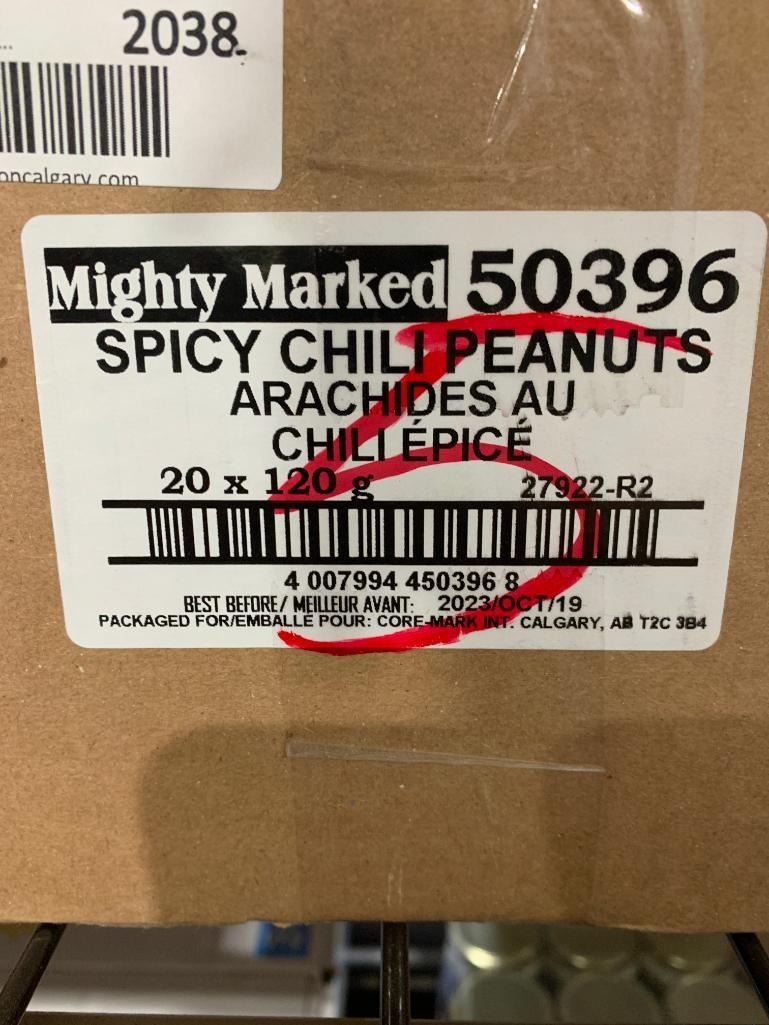 2038.
...
oncalgary.com
Mighty Marked 50396
SPICY CHILI PEANUTS
ARACHIDES AU
CHILI ÉPICÉ
20 x 120 g 27922-R2
4 007994 450396 8
BEST BEFORE/ MEILLEUR AVANT: 2023/OCT/19
PACKAGED FOR/EMBALLÉ POUR: CORE-MARK INT. CALGARY, AB T2C 3B4
5